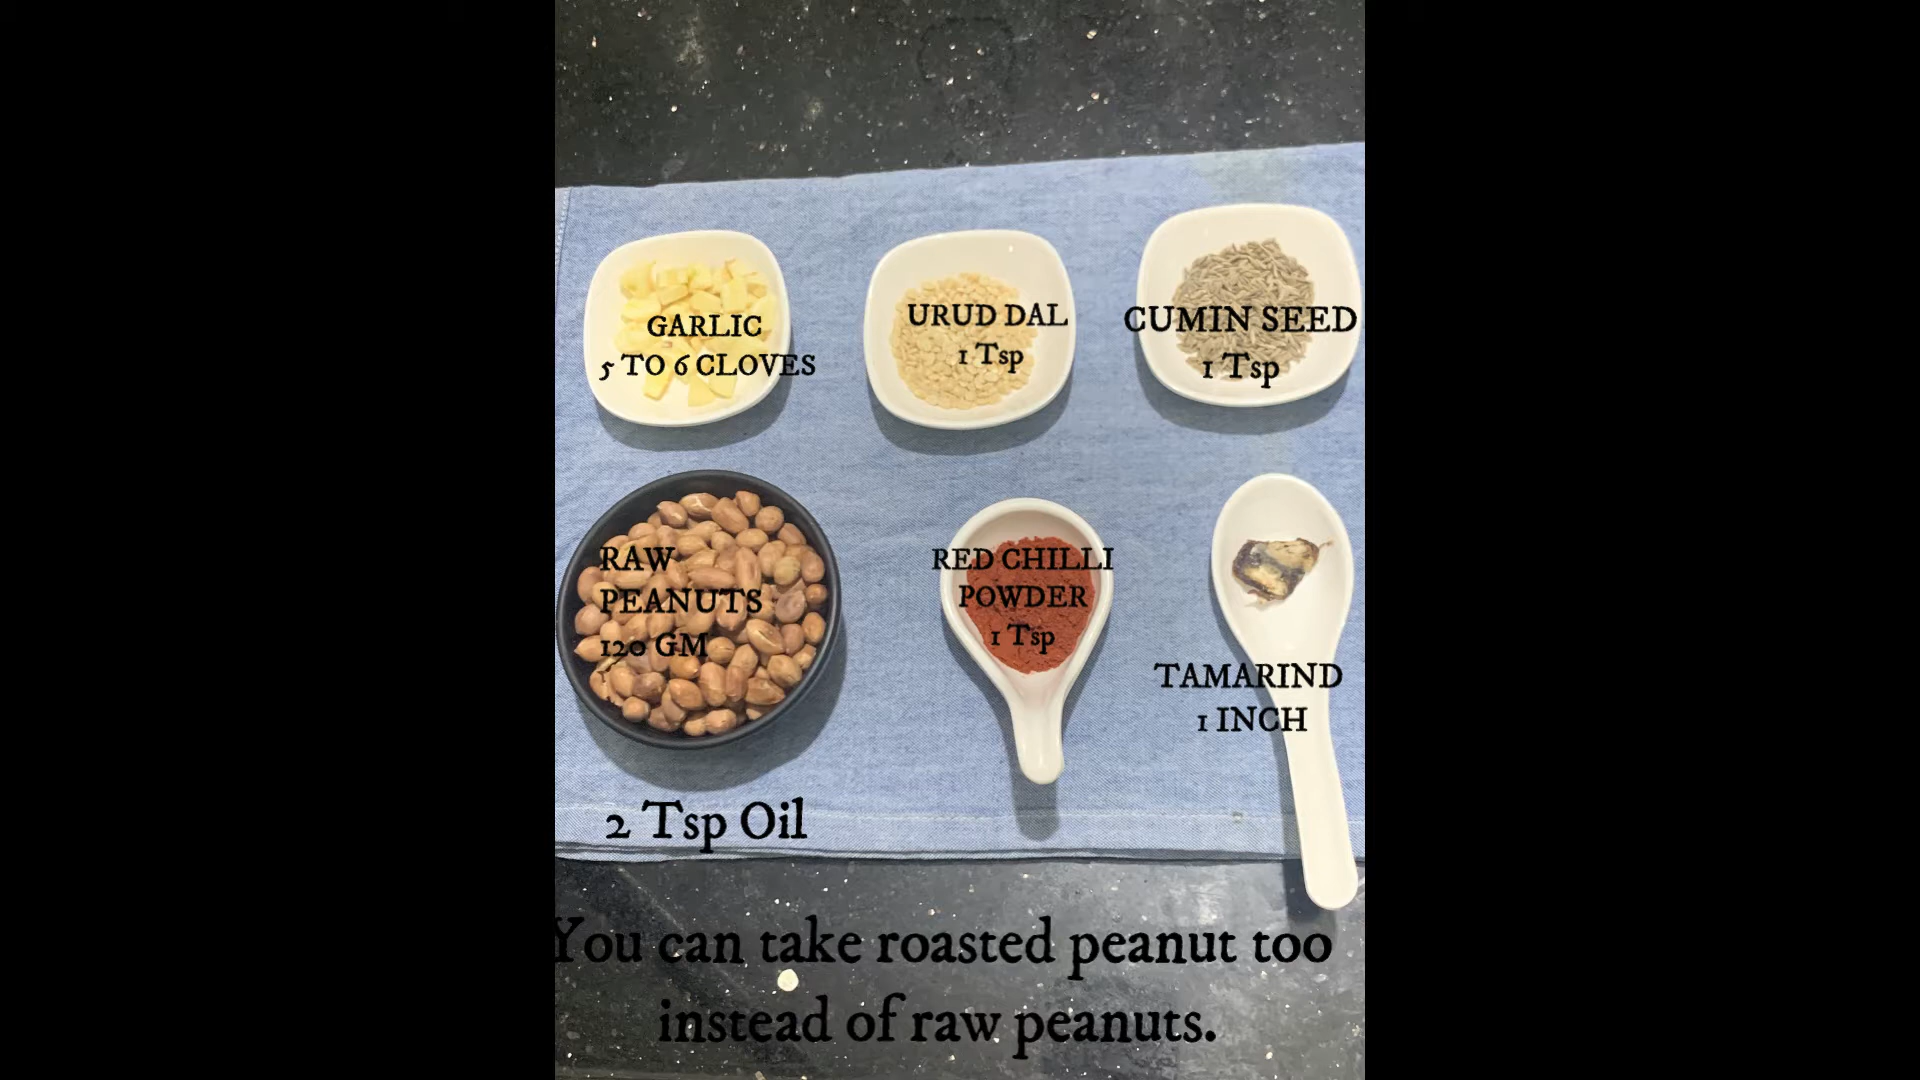 GARLIC
5 TO 6 CLOVES
URUD DAL
1 Tsp
CUMIN SEED
1 Tsp
RAW
PEANUTS
120 GM
RED CHILLI
POWDER
1 Tsp
TAMARIND
1 INCH
2 Tsp Oil
You can take roasted peanut too
instead of raw peanuts.